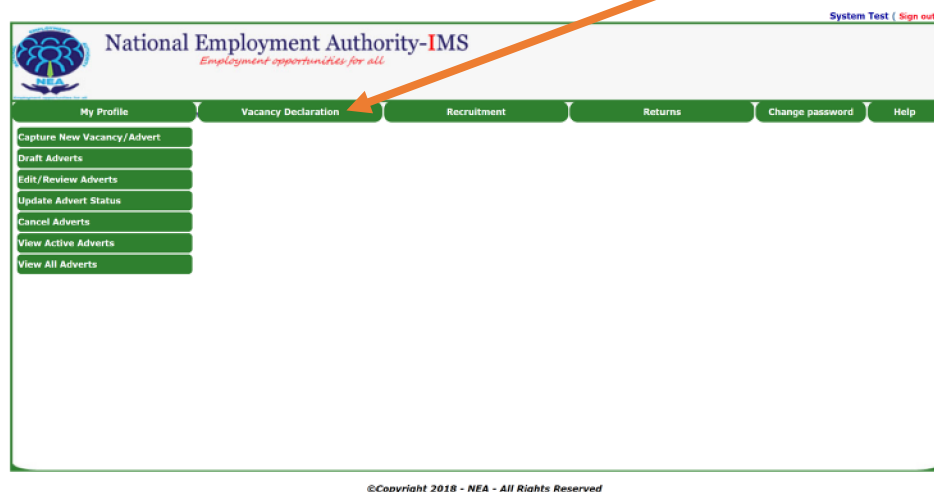 System Test ( Sign out
National Employment Authority-IMS
Employment opportunities for all
NEA
My Profile
Vacancy Declaration
Recruitment
Returns
Change password
Help
Capture New Vacancy/Advert
Draft Adverts
Edit/Review Adverts
Update Advert Status
Cancel Adverts
View Active Adverts
View All Adverts
©Copyright 2018 - NEA - All Rights Reserved